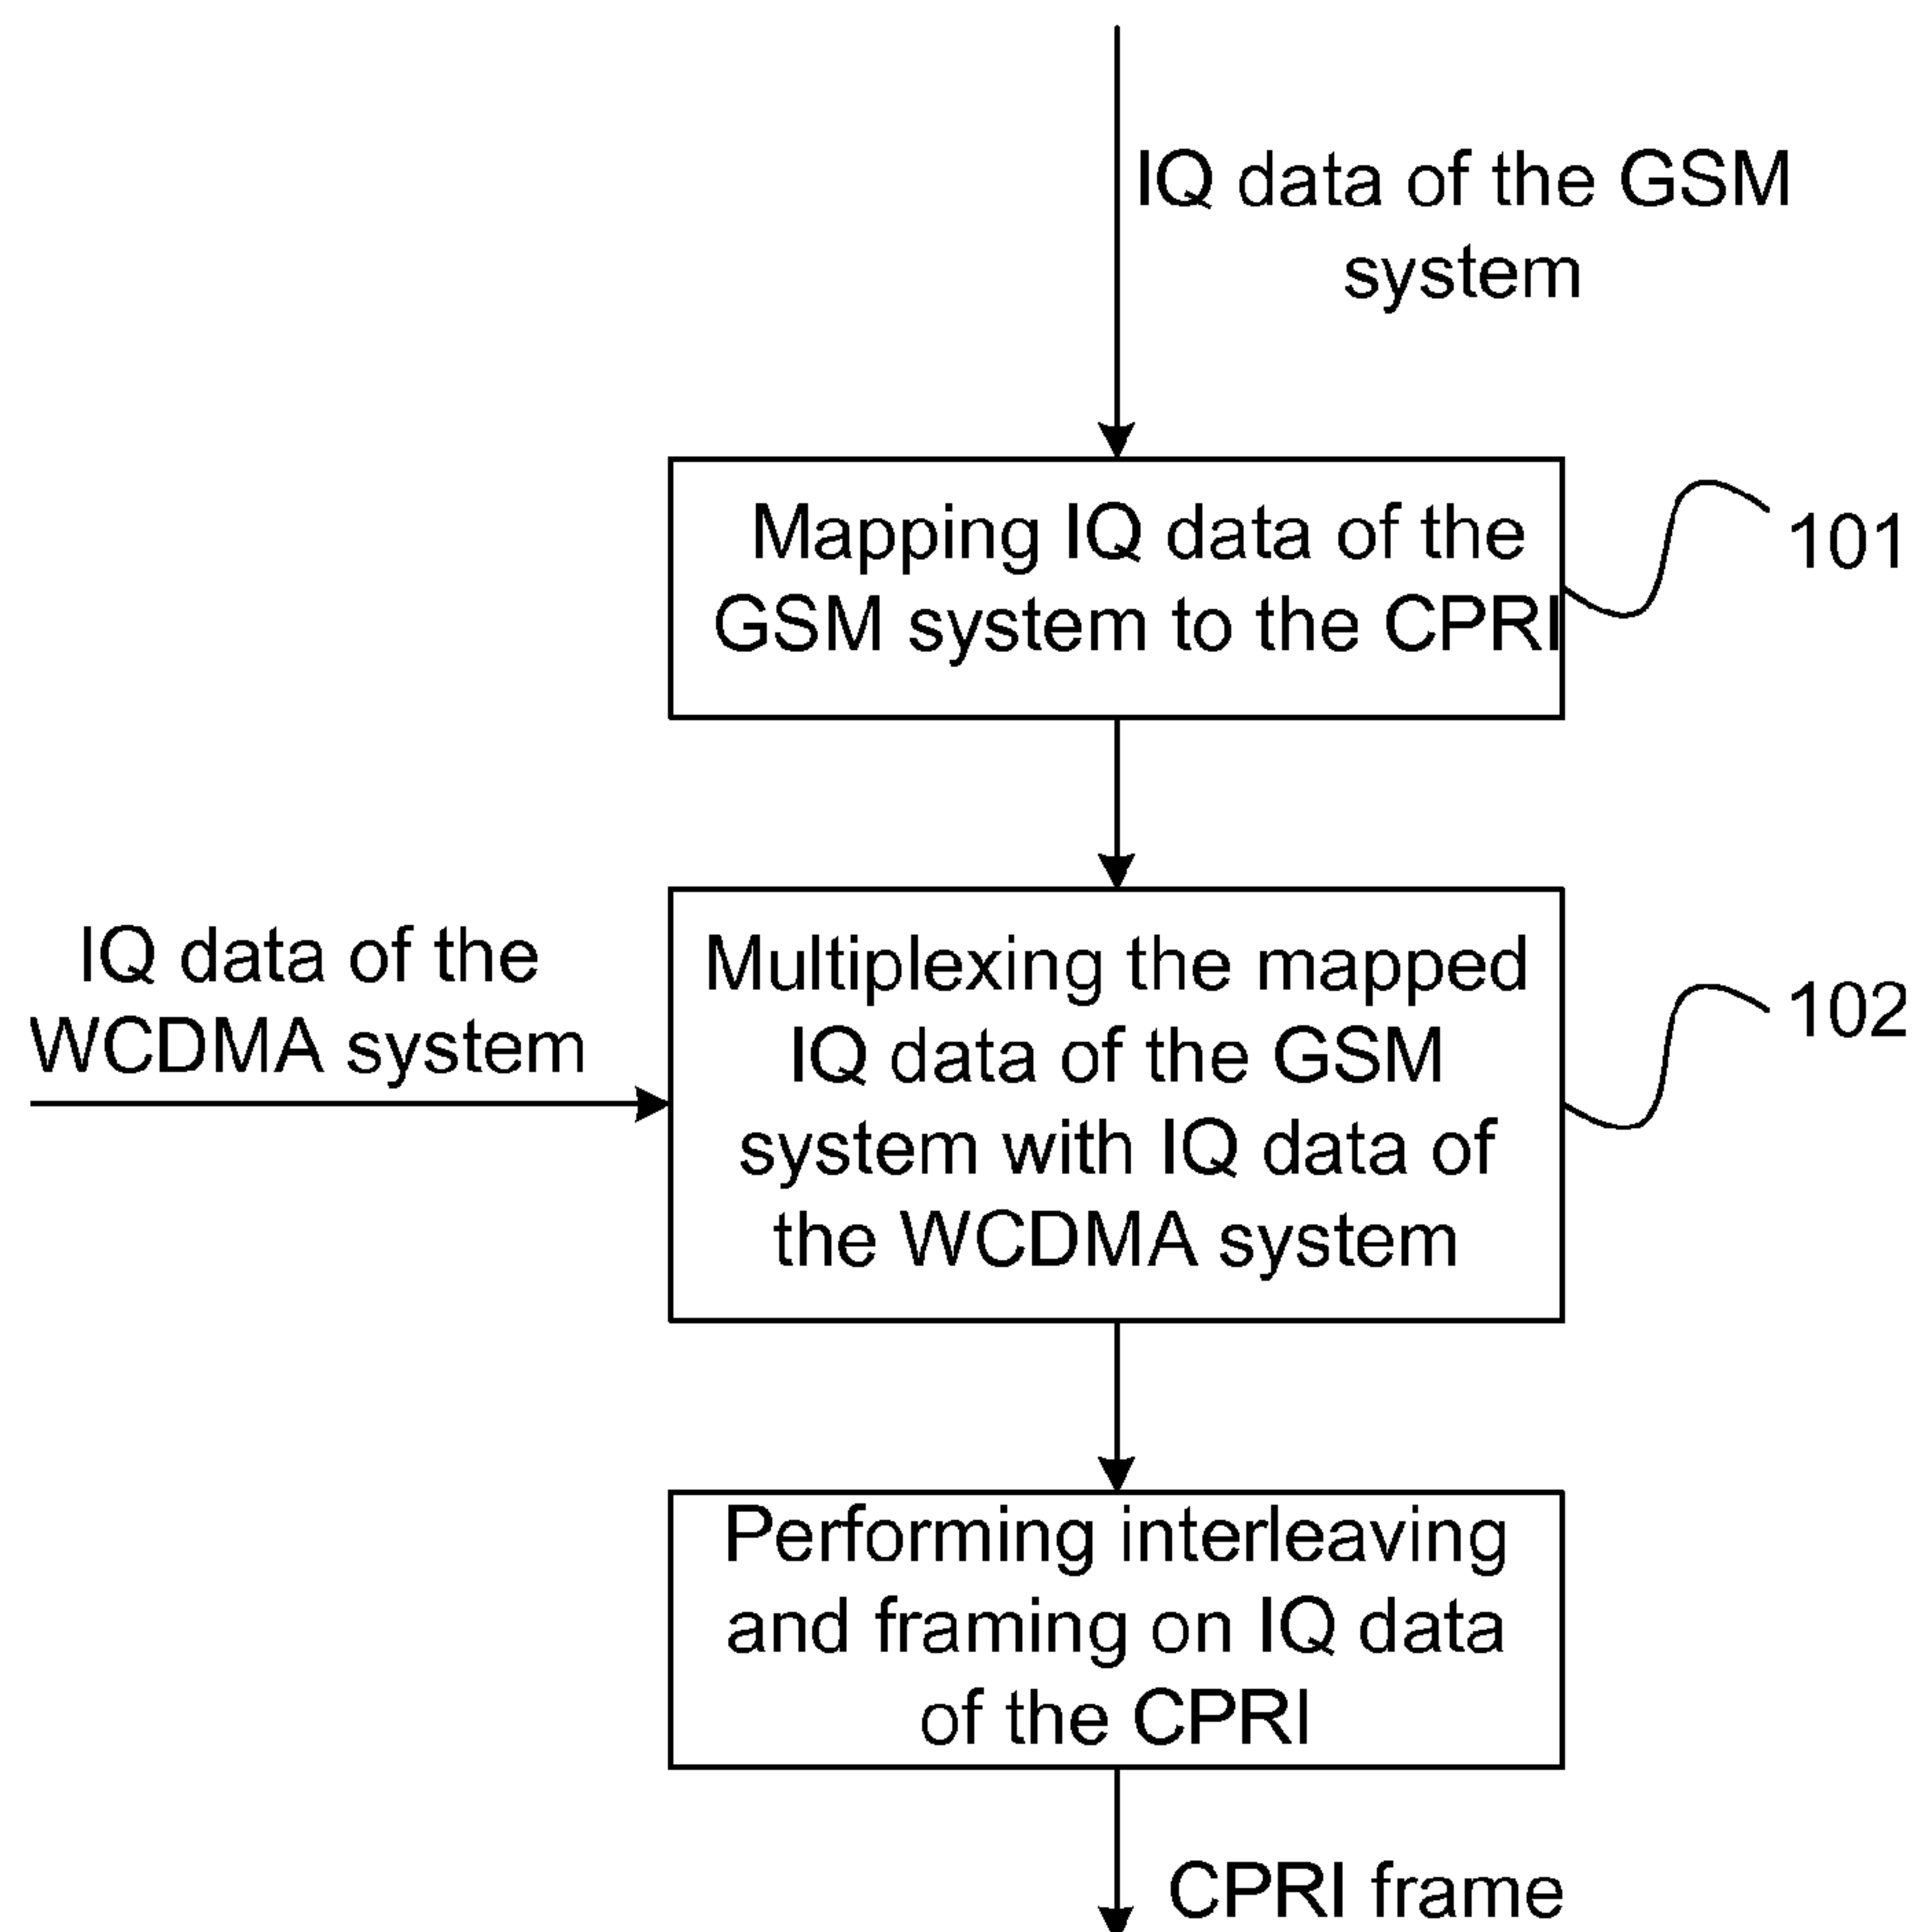 IQ data of the GSM
system
Mapping IQ data of the
GSM system to the CPRI
101
IQ data of the
WCDMA system
Multiplexing the mapped
IQ data of the GSM
system with IQ data of
the WCDMA system
102
Performing interleaving
and framing on IQ data
of the CPRI
CPRI frame